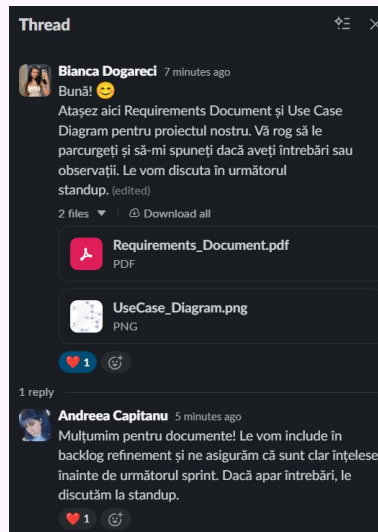 Thread
Bianca Dogareci 7 minutes ago
Bună! 😊
Atașez aici Requirements Document și Use Case
Diagram pentru proiectul nostru. Vă rog să le
parcurgeți și să-mi spuneți dacă aveți întrebări sau
observații. Le vom discuta în următorul
standup. (edited)
2 files Download all
Requirements_Document.pdf
PDF
UseCase_Diagram.png
PNG
❤️ 1
1 reply
Andreea Capitanu 5 minutes ago
Mulțumim pentru documente! Le vom include în
backlog refinement și ne asigurăm că sunt clar înțelese
înainte de următorul sprint. Dacă apar întrebări, le
discutăm la standup.
❤️ 1